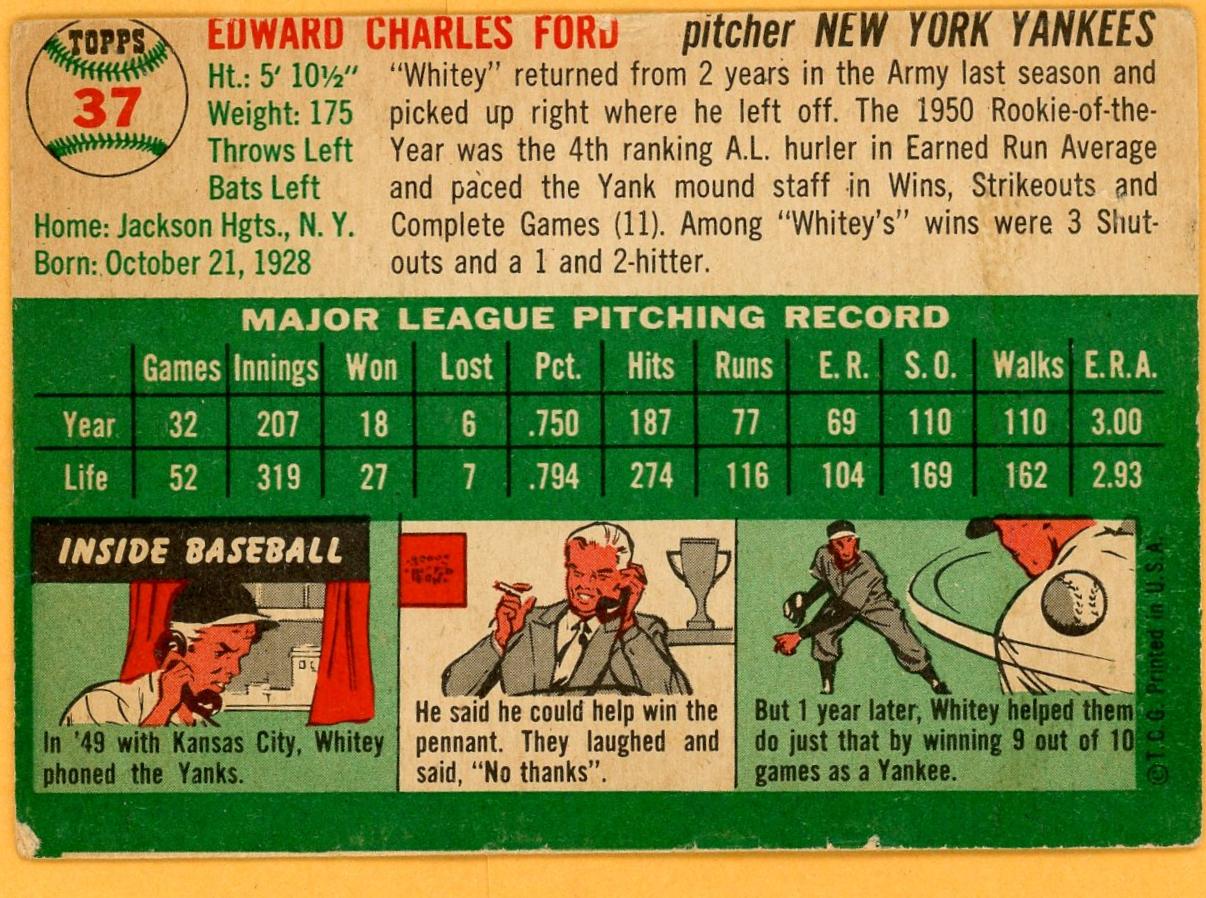 TOPPS
37
EDWARD CHARLES FORD pitcher NEW YORK YANKEES
Ht.: 5' 10½"
Weight: 175
Throws Left
Bats Left
Home: Jackson Hgts., N. Y.
Born: October 21, 1928
"Whitey" returned from 2 years in the Army last season and
picked up right where he left off. The 1950 Rookie-of-the-
Year was the 4th ranking A.L. hurler in Earned Run Average
and paced the Yank mound staff in Wins, Strikeouts and
Complete Games (11). Among "Whitey's" wins were 3 Shut-
outs and a 1 and 2-hitter.
MAJOR LEAGUE PITCHING RECORD
Games Innings Won Lost Pct. Hits Runs E. R. S. O. Walks E.R.A.
Year 32 207 18 6 .750 187 77 69 110 110 3.00
Life 52 319 27 7 .794 274 116 104 169 162 2.93
INSIDE BASEBALL
In '49 with Kansas City, Whitey
phoned the Yanks.
He said he could help win the
pennant. They laughed and
said, "No thanks".
But 1 year later, Whitey helped them
do just that by winning 9 out of 10
games as a Yankee.
©T.C.G. Printed in U.S.A.